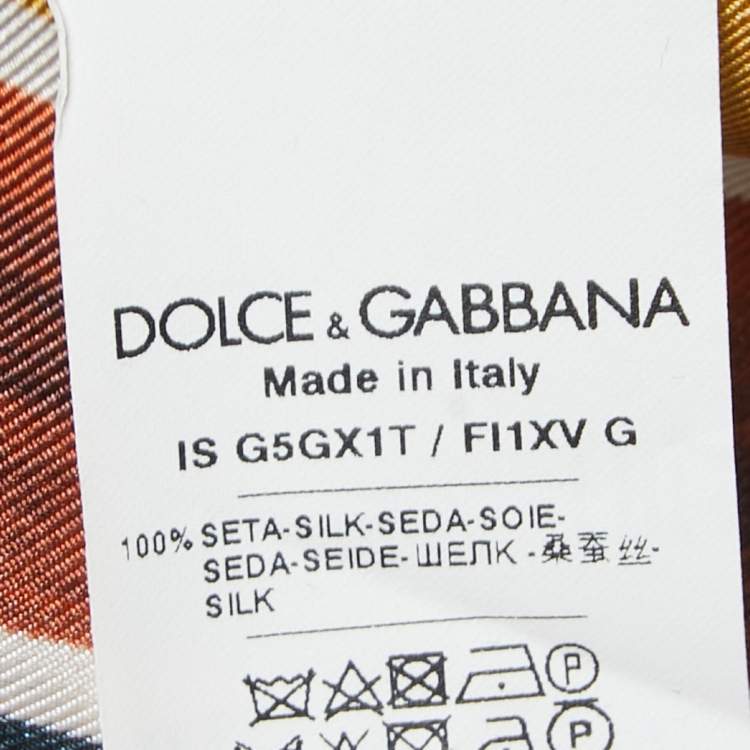 DOLCE & GABBANA
Made in Italy
IS G5GX1T / FI1XV G
100% SETA-SILK-SEDA-SOIE-
SEDA-SEIDE-ШЕЛК -桑蚕丝-
SILK
P
P